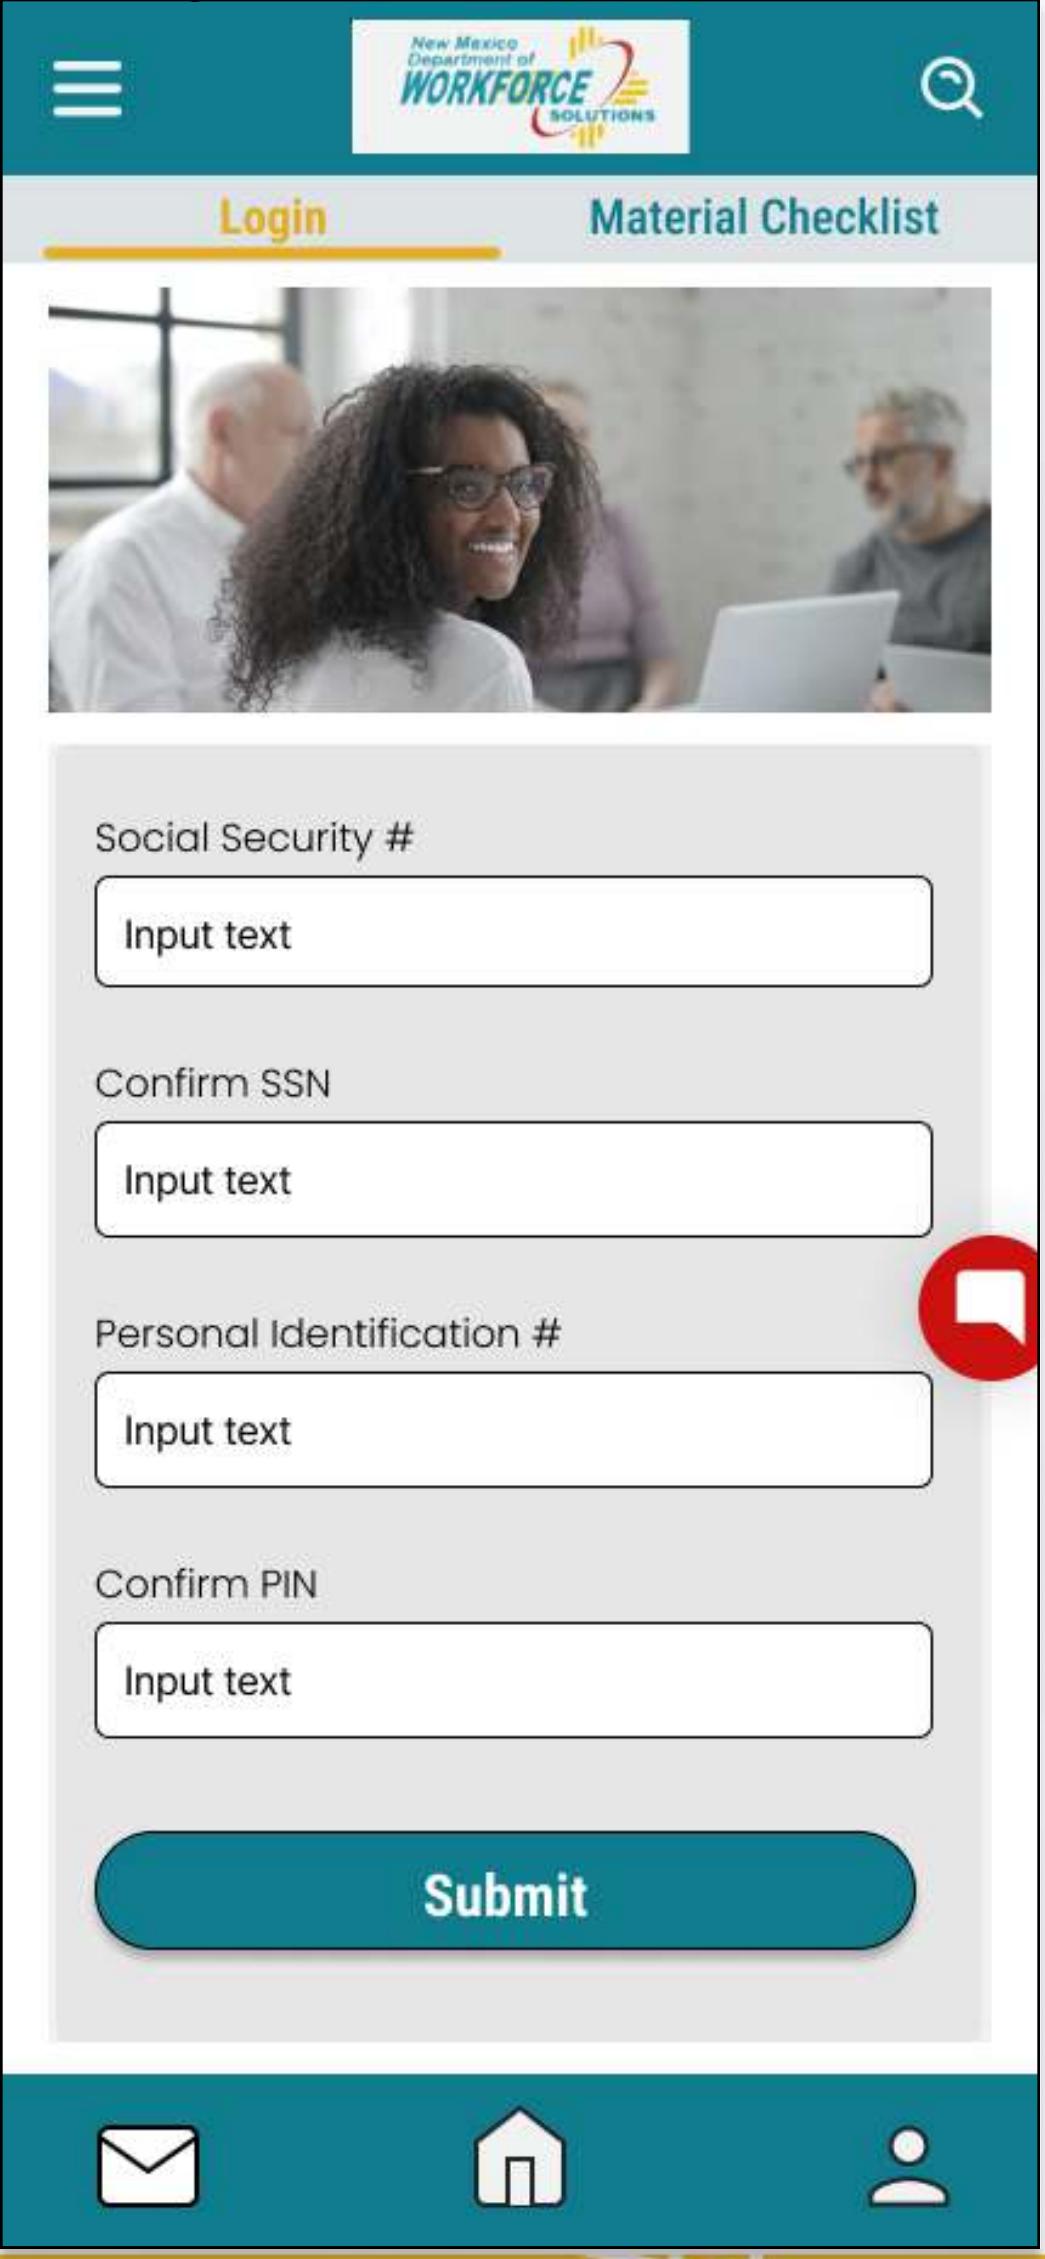 New Mexico
Department of
WORKFORCE
SOLUTIONS
Login
Material Checklist
Social Security #
Input text
Confirm SSN
Input text
Personal Identification #
Input text
Confirm PIN
Input text
Submit